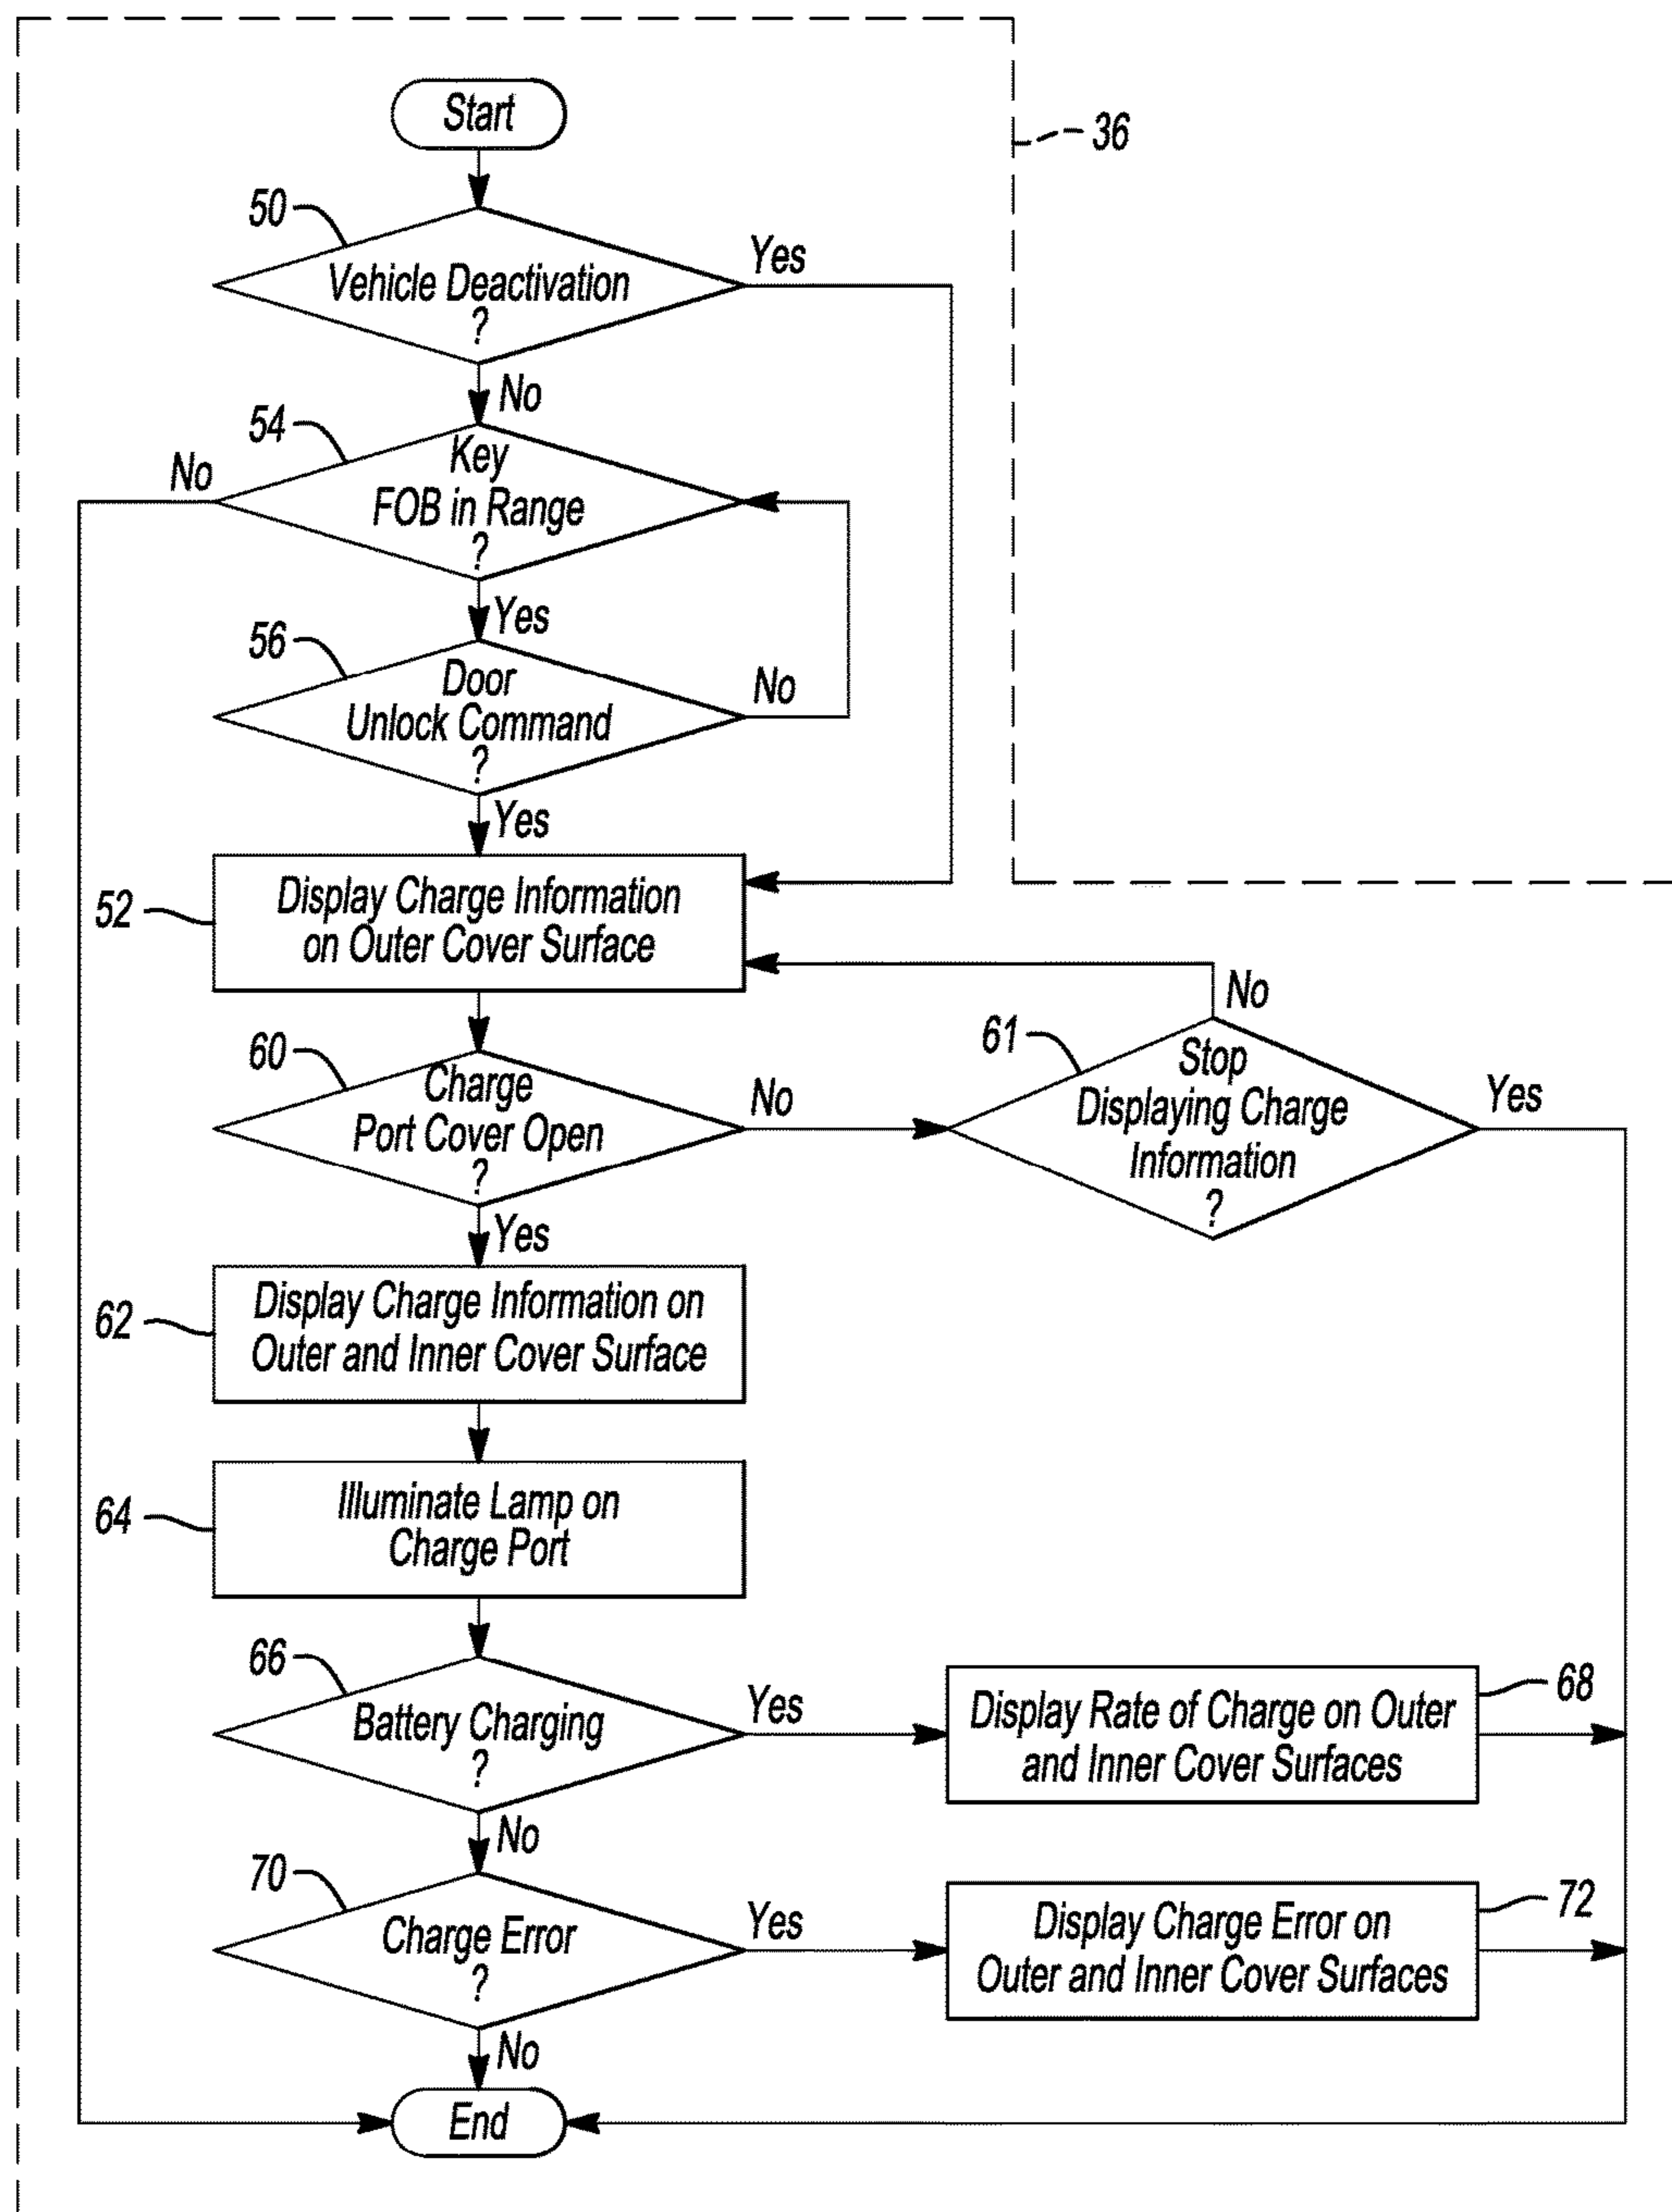 Start
36
50
Vehicle Deactivation
?
Yes
No
54
Key
FOB in Range
?
No
Yes
56
Door
Unlock Command
?
No
Yes
52
Display Charge Information
on Outer Cover Surface
60
Charge
Port Cover Open
?
No
61
Stop
Displaying Charge
Information
?
No
Yes
Yes
62
Display Charge Information on
Outer and Inner Cover Surface
64
Illuminate Lamp on
Charge Port
66
Battery Charging
?
Yes
68
Display Rate of Charge on Outer
and Inner Cover Surfaces
No
70
Charge Error
?
Yes
72
Display Charge Error on
Outer and Inner Cover Surfaces
No
End